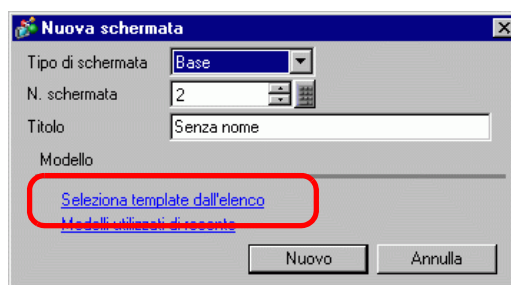 Nuova schermata
Tipo di schermata Base
N. schermata 2
Titolo Senza nome
Modello
Seleziona template dall'elenco
Modelli utilizzati di recente
Nuovo Annulla